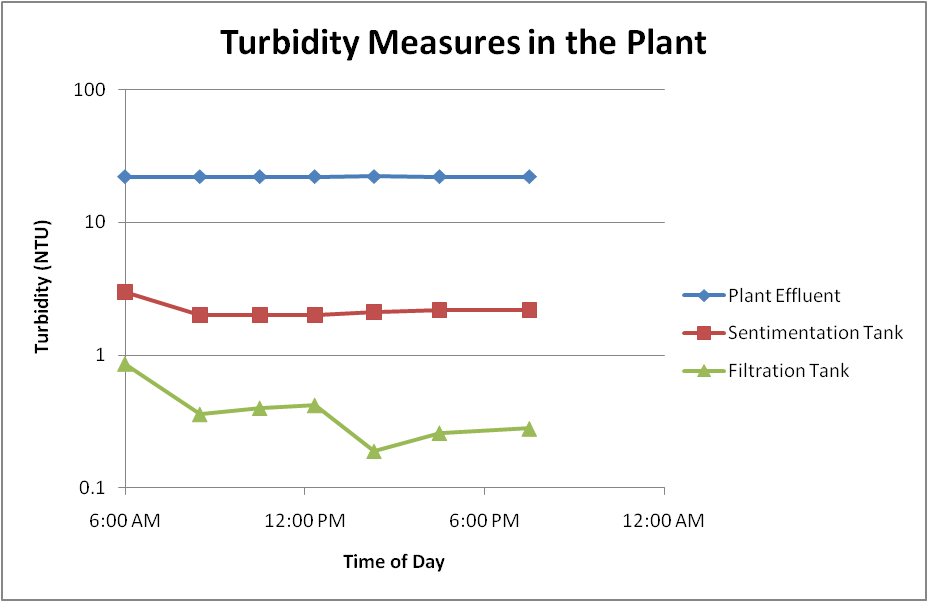 Turbidity Measures in the Plant
100
10
1
0.1
Turbidity (NTU)
6:00 AM 12:00 PM 6:00 PM 12:00 AM
Time of Day
Plant Effluent
Sentimentation Tank
Filtration Tank